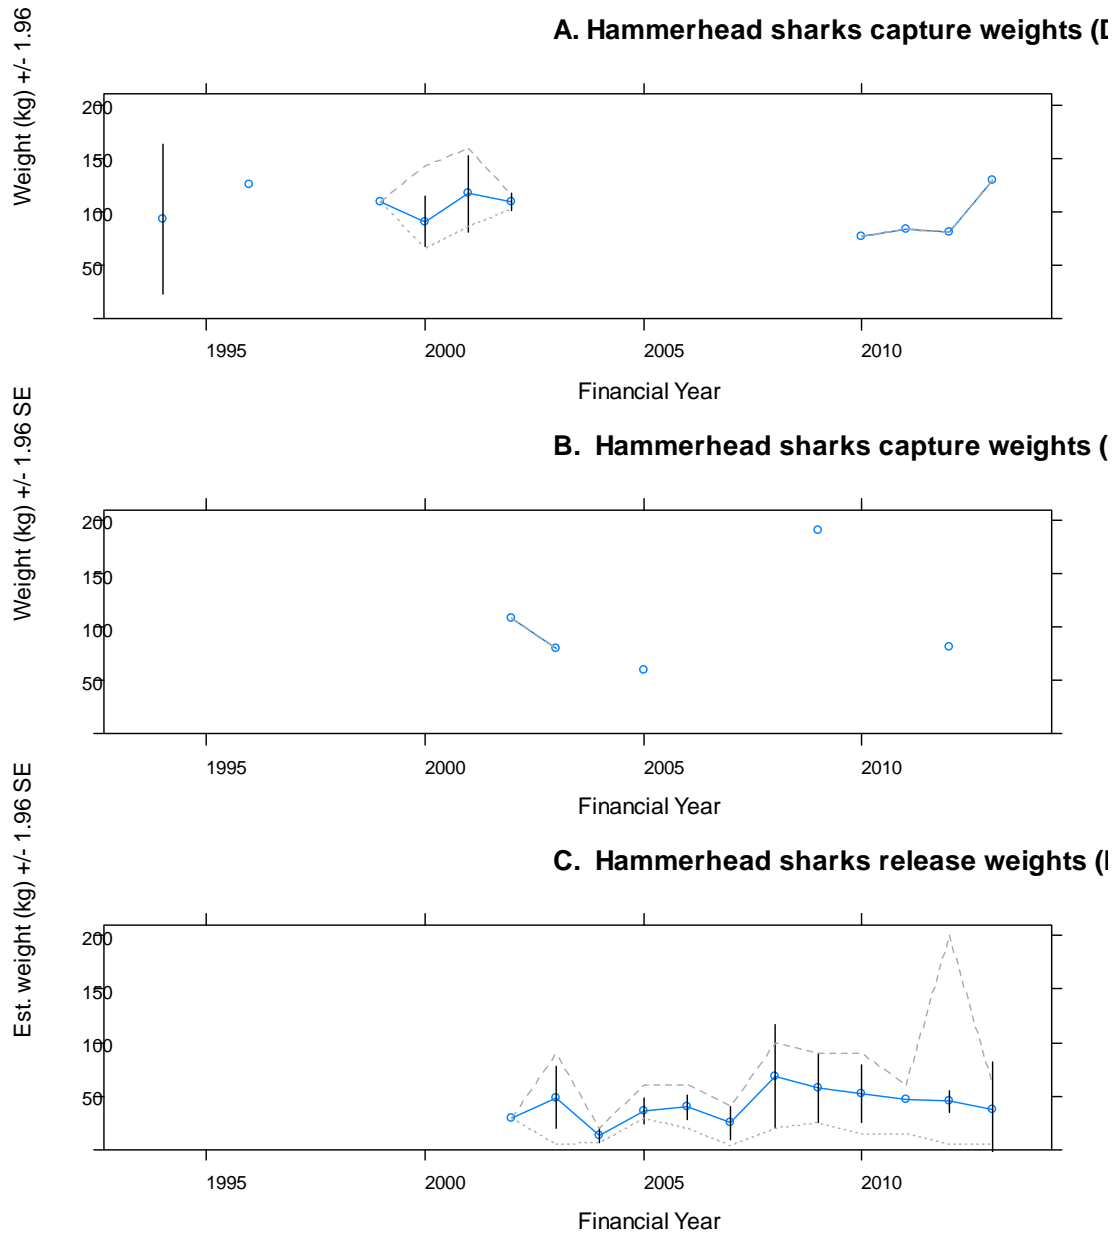 A. Hammerhead sharks capture weights (D
Weight (kg) +/- 1.96
200
150
100
50
1995 2000 2005 2010
Financial Year
B. Hammerhead sharks capture weights (
Weight (kg) +/- 1.96 SE
200
150
100
50
1995 2000 2005 2010
Financial Year
C. Hammerhead sharks release weights (
Est. weight (kg) +/- 1.96 SE
200
150
100
50
1995 2000 2005 2010
Financial Year